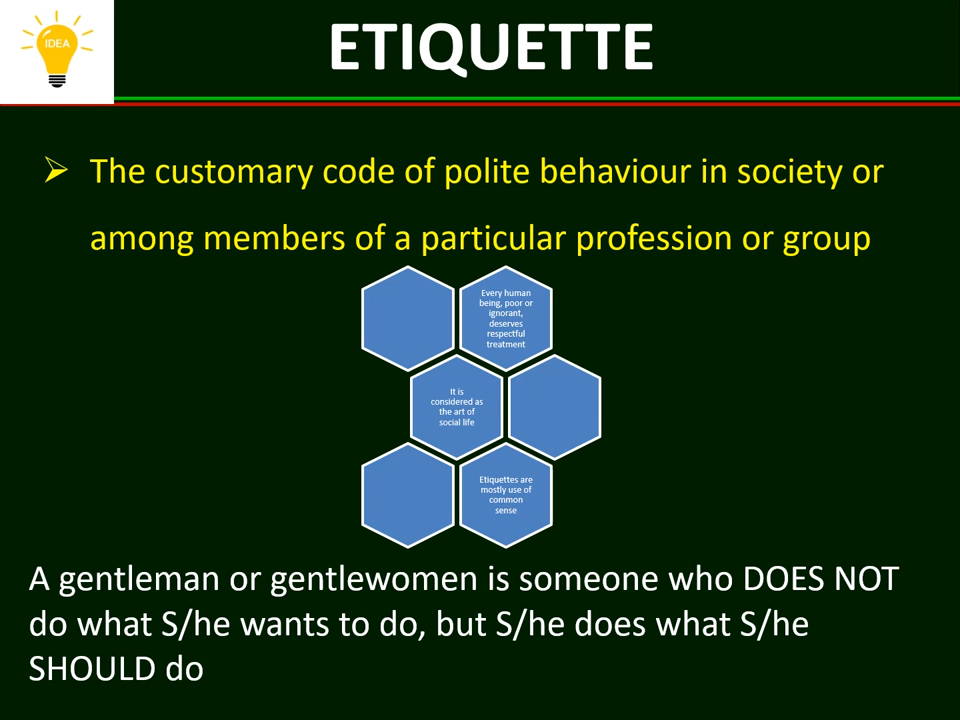 IDEA
ETIQUETTE
The customary code of polite behaviour in society or
among members of a particular profession or group
Every human
being, poor or
ignorant,
deserves
respectful
treatment
It is
considered as
the art of
social life
Etiquettes are
mostly use of
common
sense
A gentleman or gentlewomen is someone who DOES NOT
do what S/he wants to do, but S/he does what S/he
SHOULD do